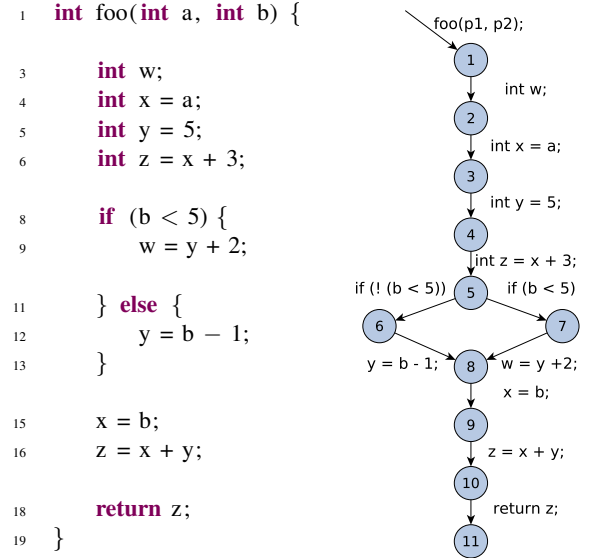 1 int foo(int a, int b) {
3 int w;
4 int x = a;
5 int y = 5;
6 int z = x + 3;
8 if (b < 5) {
9 w = y + 2;
11 } else {
12 y = b − 1;
13 }
15 x = b;
16 z = x + y;
18 return z;
19 }
foo(p1, p2);
1
int w;
2
int x = a;
3
int y = 5;
4
int z = x + 3;
5
if (! (b < 5)) if (b < 5)
6 7
y = b - 1; w = y +2;
8
x = b;
9
z = x + y;
10
return z;
11